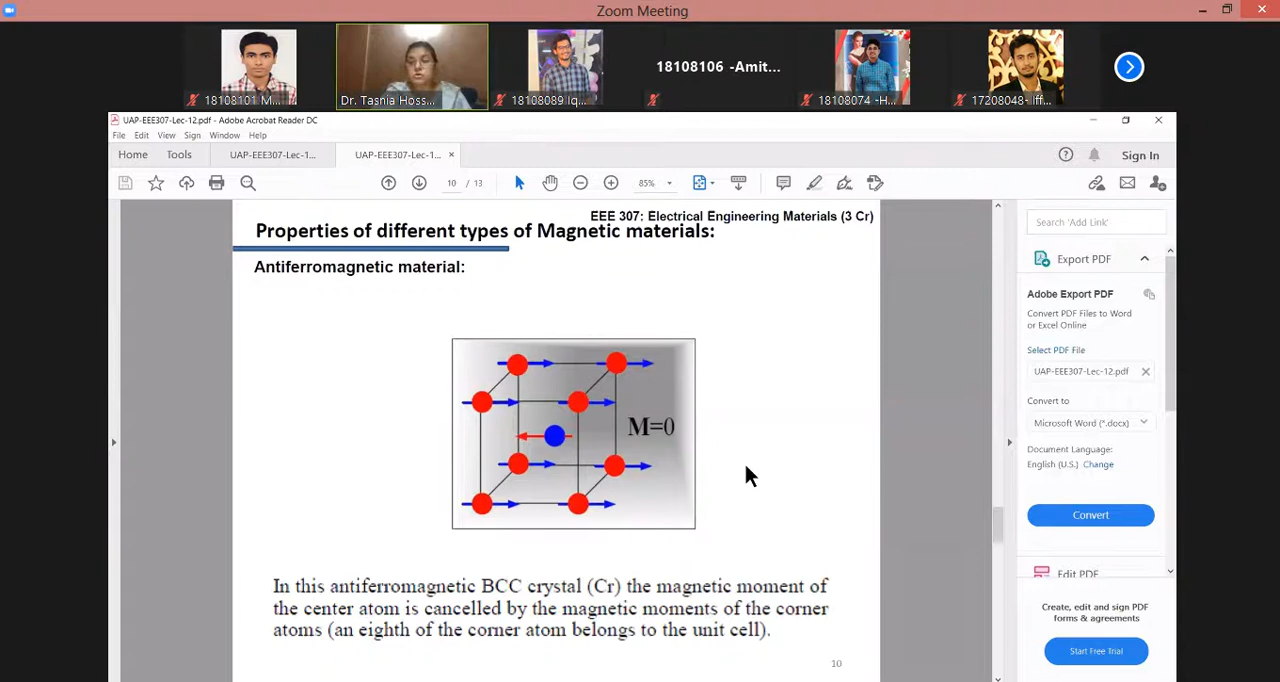 Zoom Meeting
18108101 M...
Dr. Tasnia Hoss...
18108089 Iq...
18108106 -Amit...
18108074 -H...
17208048- Iff...
UAP-EEE307-Lec-12.pdf - Adobe Acrobat Reader DC
File Edit View Window Help
Home Tools UAP-EEE307-Lec-1... UAP-EEE307-Lec-1... × Sign In
10 / 13 85%
EEE 307: Electrical Engineering Materials (3 Cr)
Properties of different types of Magnetic materials:
Antiferromagnetic material:
M=0
In this antiferromagnetic BCC crystal (Cr) the magnetic moment of
the center atom is cancelled by the magnetic moments of the corner
atoms (an eighth of the corner atom belongs to the unit cell).
10
Search 'Add Link'
Export PDF
Adobe Export PDF
Convert PDF Files to Word
or Excel Online
Select PDF File
UAP-EEE307-Lec-12.pdf
Convert to
Microsoft Word (*.docx)
Document Language:
English (U.S.) Change
Convert
Edit PDF
Create, edit and sign PDF
forms & agreements
Start Free Trial